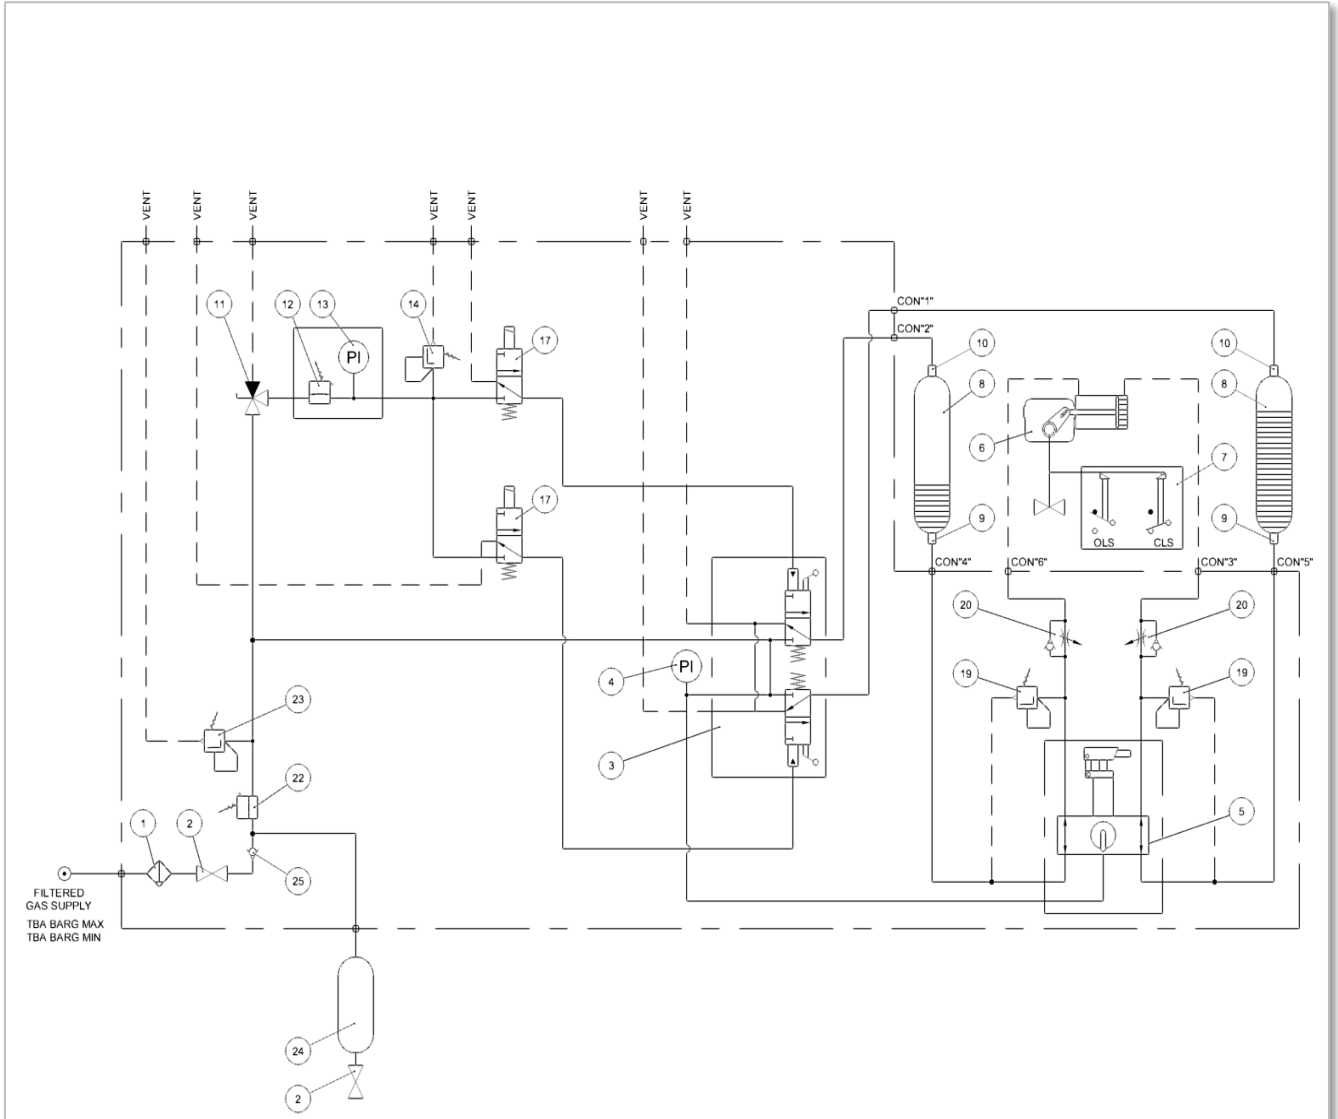 VENT
VENT
VENT
VENT
VENT
VENT
VENT
11
12
13
14
17
PI
CON"1"
CON"2"
10
10
8
8
6
7
17
9
9
OLS
CLS
CON"4"
CON"6"
CON"3"
CON"5"
20
20
4
PI
19
19
23
3
22
1
2
5
25
FILTERED
GAS SUPPLY
TBA BARG MAX
TBA BARG MIN
24
2